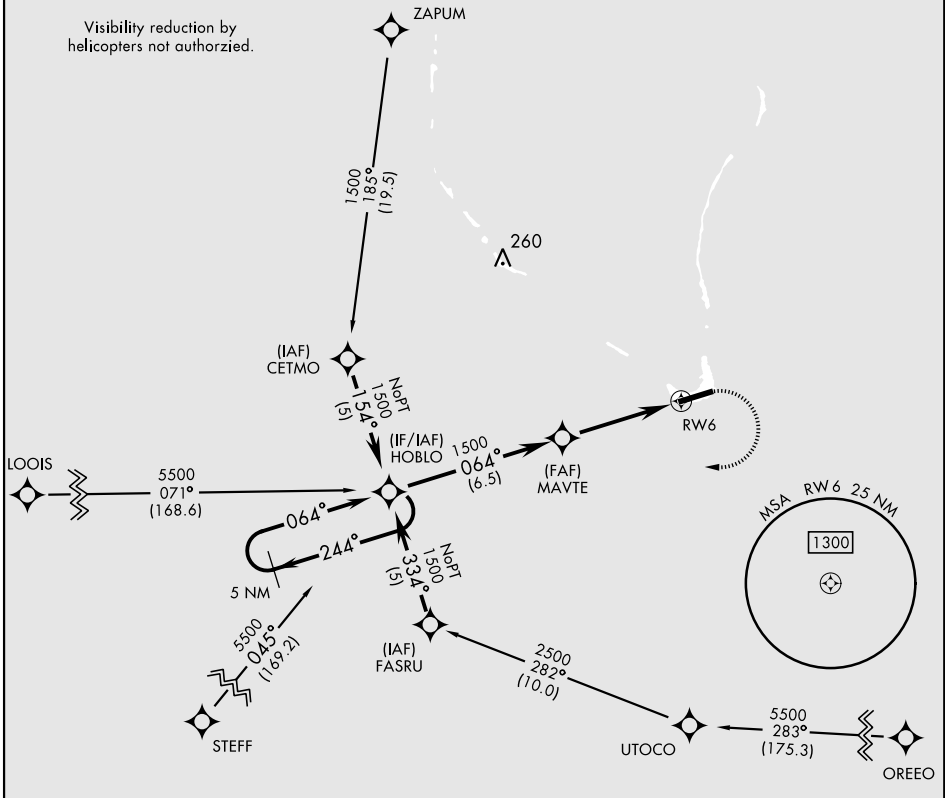 ZAPUM
Visibility reduction by
helicopters not authorzied.
1500
185°
(19.5)
260
(IAF)
CETMO
NoPT
1500
154°
(5)
RW6
(IF/IAF)
HOBLO
1500
064°
(6.5)
(FAF)
MAVTE
LOOIS
5500
071°
(168.6)
064°
244°
5 NM
NoPT
1500
334°
(5)
MSA RW 6 25 NM
1300
5500
045°
(169.2)
(IAF)
FASRU
2500
282°
(10.0)
STEFF
UTOCO
5500
283°
(175.3)
OREEO